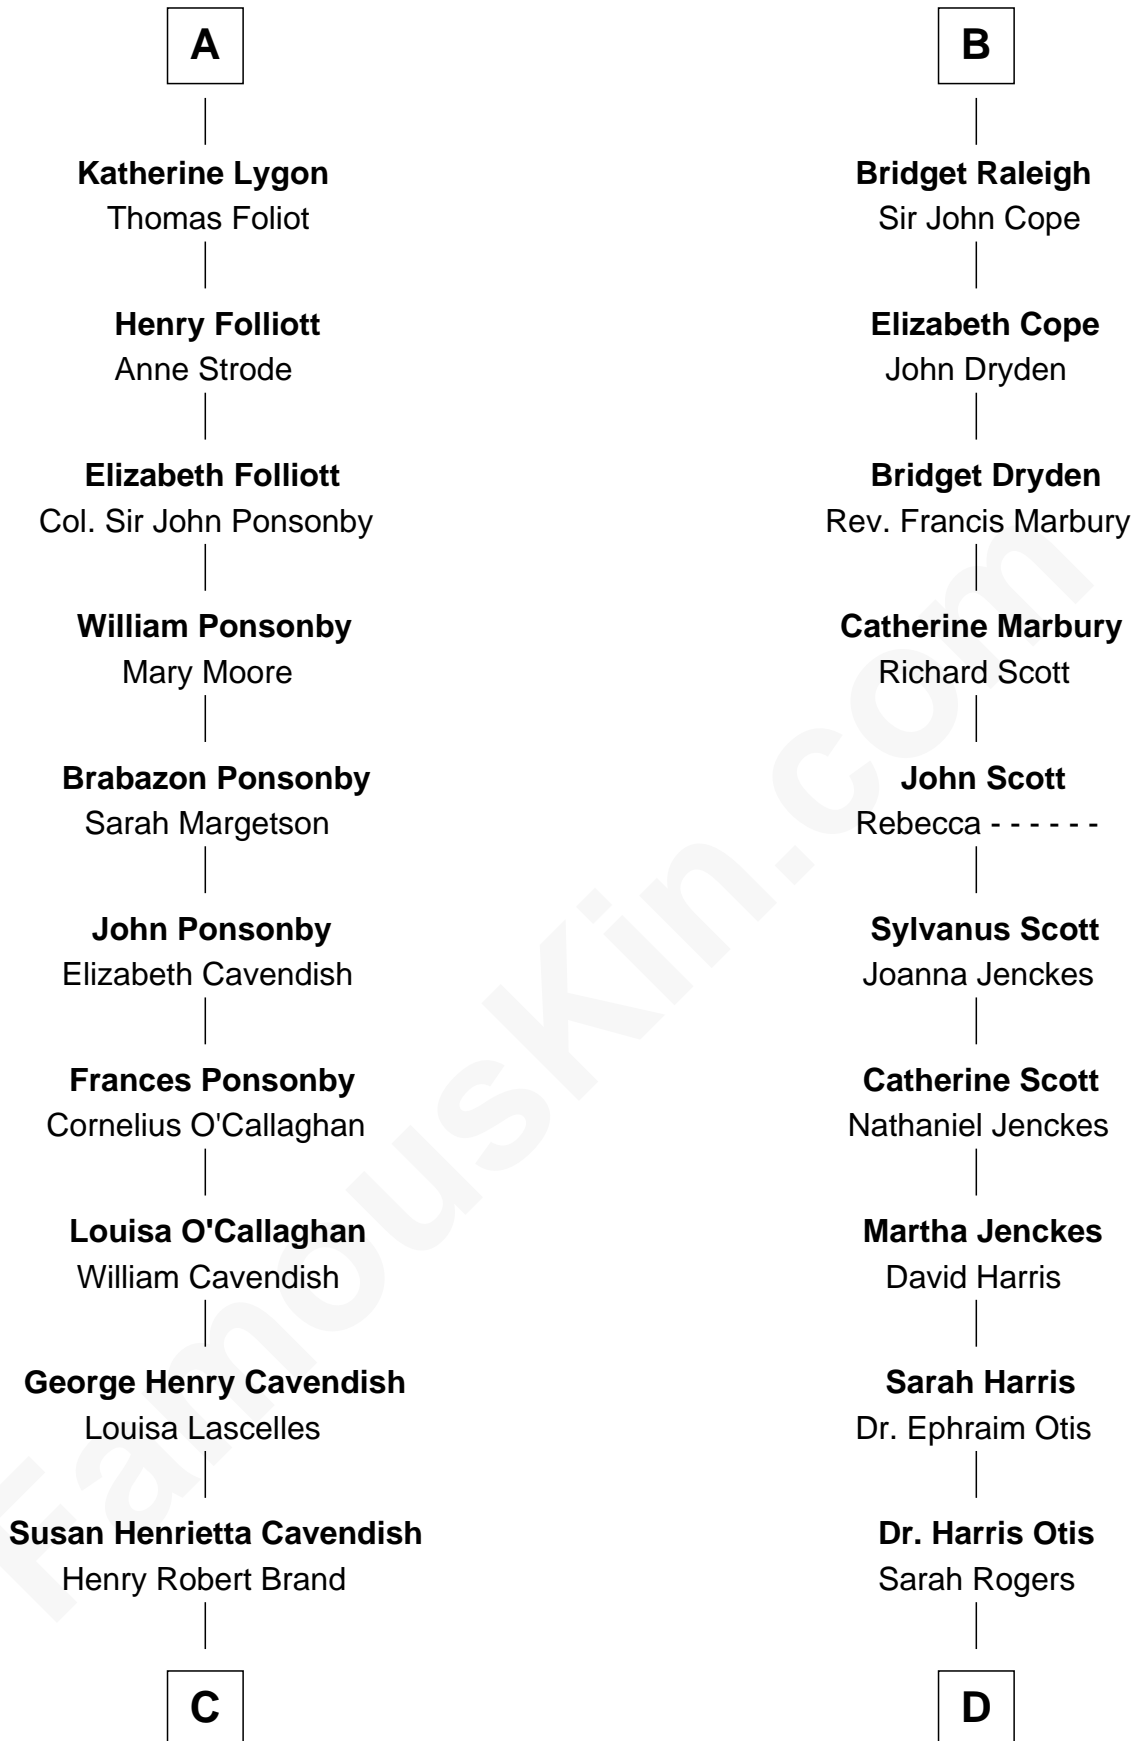 A
Katherine Lygon
Thomas Foliot
Henry Folliott
Anne Strode
Elizabeth Folliott
Col. Sir John Ponsonby
William Ponsonby
Mary Moore
Brabazon Ponsonby
Sarah Margetson
John Ponsonby
Elizabeth Cavendish
Frances Ponsonby
Cornelius O'Callaghan
Louisa O'Callaghan
William Cavendish
George Henry Cavendish
Louisa Lascelles
Susan Henrietta Cavendish
Henry Robert Brand
C
B
Bridget Raleigh
Sir John Cope
Elizabeth Cope
John Dryden
Bridget Dryden
Rev. Francis Marbury
Catherine Marbury
Richard Scott
John Scott
Rebecca - - - - - -
Sylvanus Scott
Joanna Jenckes
Catherine Scott
Nathaniel Jenckes
Martha Jenckes
David Harris
Sarah Harris
Dr. Ephraim Otis
Dr. Harris Otis
Sarah Rogers
D
FamousKin.com